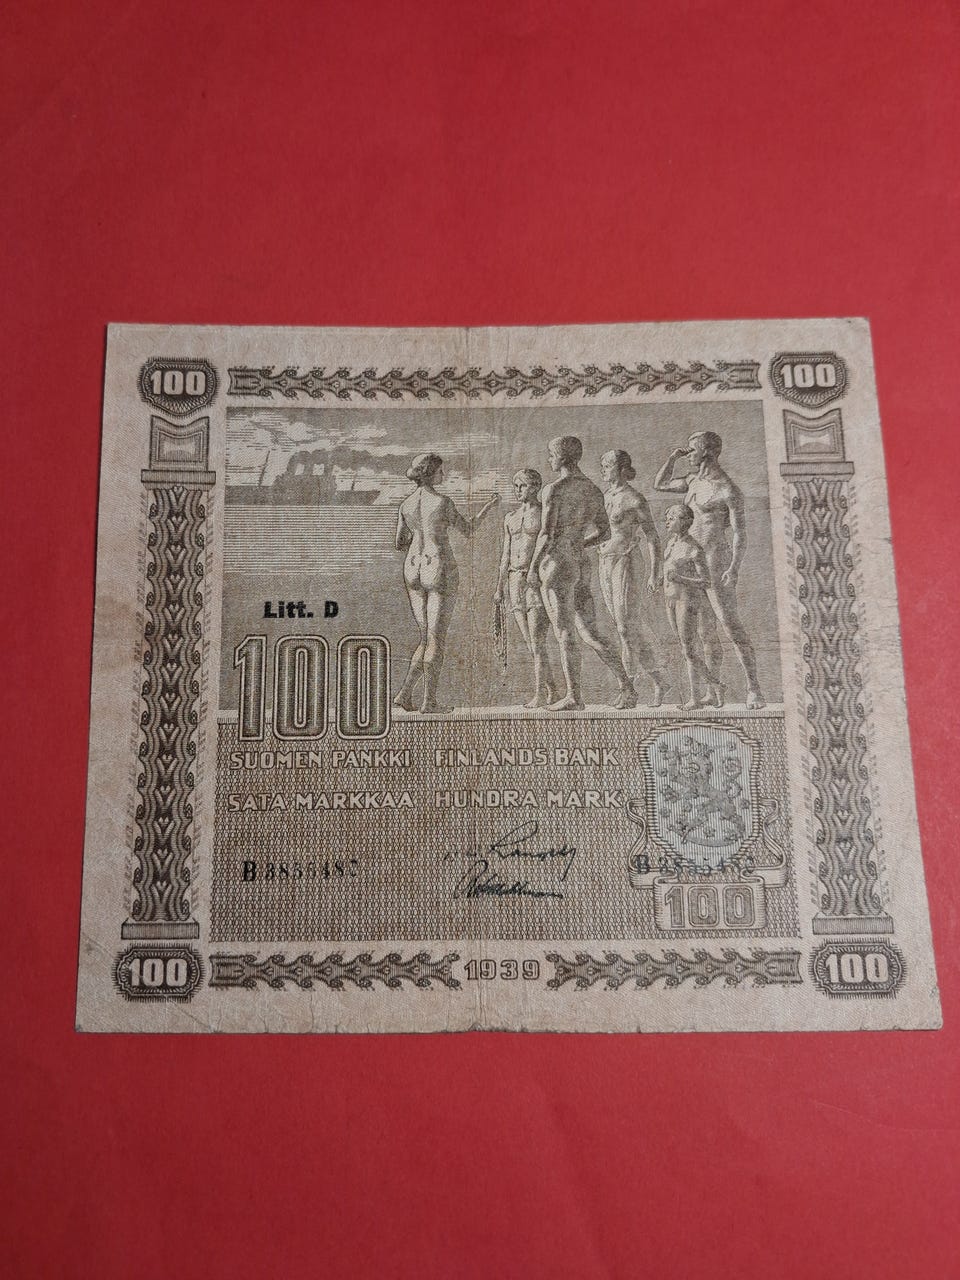 100 100
Litt. D
100
SUOMEN PANKKI FINLANDS BANK
SATA MARKKAA HUNDRA MARK
100
100 1939 100